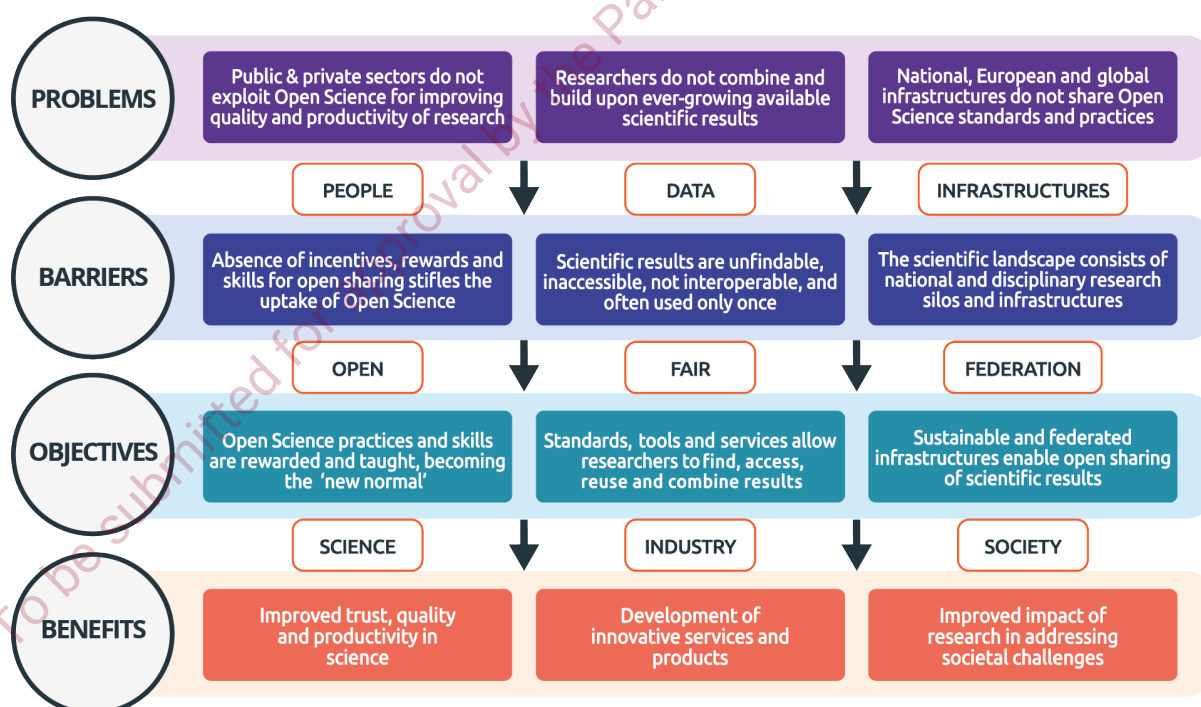 PROBLEMS
Public & private sectors do not
exploit Open Science for improving
quality and productivity of research
Researchers do not combine and
build upon ever-growing available
scientific results
National, European and global
infrastructures do not share Open
Science standards and practices
PEOPLE
DATA
INFRASTRUCTURES
BARRIERS
Absence of incentives, rewards and
skills for open sharing stifles the
uptake of Open Science
Scientific results are unfindable,
inaccessible, not interoperable, and
often used only once
The scientific landscape consists of
national and disciplinary research
silos and infrastructures
OPEN
FAIR
FEDERATION
OBJECTIVES
Open Science practices and skills
are rewarded and taught, becoming
the ‘new normal’
Standards, tools and services allow
researchers to find, access,
reuse and combine results
Sustainable and federated
infrastructures enable open sharing
of scientific results
SCIENCE
INDUSTRY
SOCIETY
BENEFITS
Improved trust, quality
and productivity in
science
Development of
innovative services and
products
Improved impact of
research in addressing
societal challenges
To be submitted for approval by the